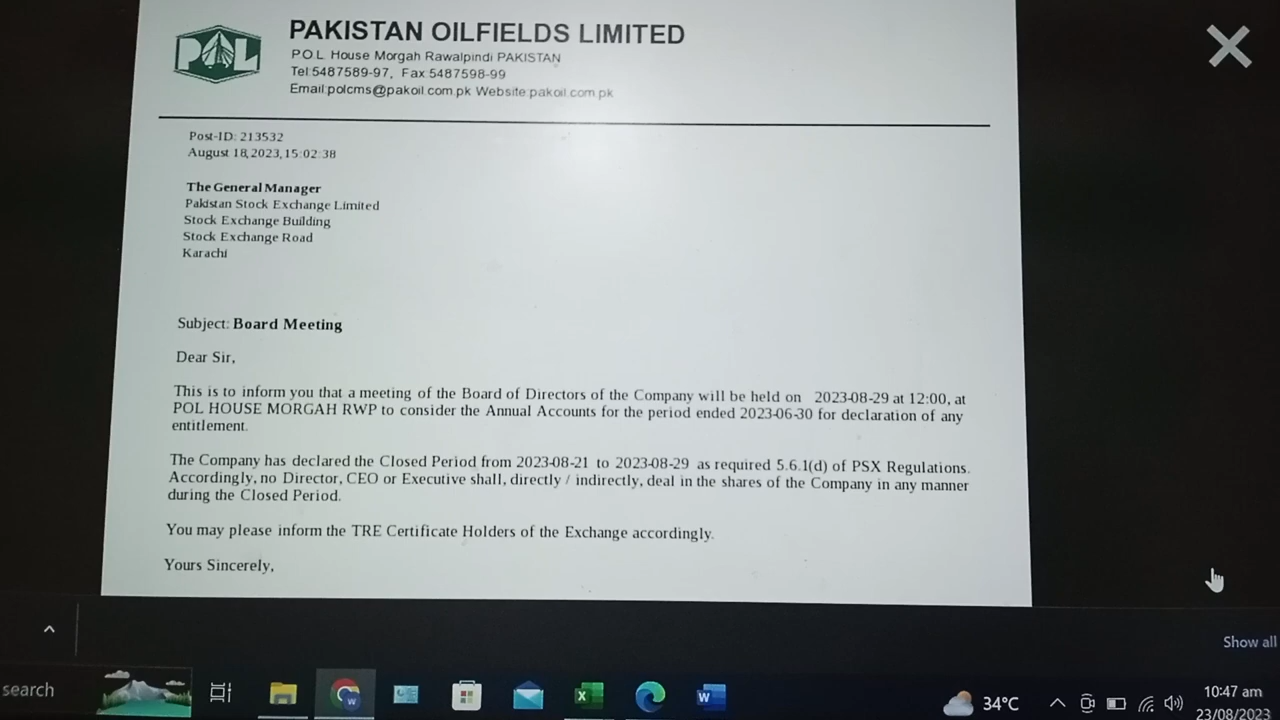 POL
PAKISTAN OILFIELDS LIMITED
P.O.L House Morgah Rawalpindi PAKISTAN
Tel:5487589-97, Fax:5487598-99
Email:polcms@pakoil.com.pk Website:pakoil.com.pk
Post-ID: 213532
August 18,2023,15:02:38
The General Manager
Pakistan Stock Exchange Limited
Stock Exchange Building
Stock Exchange Road
Karachi
Subject: Board Meeting
Dear Sir,
This is to inform you that a meeting of the Board of Directors of the Company will be held on 2023-08-29 at 12:00, at
POL HOUSE MORGAH RWP to consider the Annual Accounts for the period ended 2023-06-30 for declaration of any
entitlement.
The Company has declared the Closed Period from 2023-08-21 to 2023-08-29 as required 5.6.1(d) of PSX Regulations.
Accordingly, no Director, CEO or Executive shall, directly / indirectly, deal in the shares of the Company in any manner
during the Closed Period.
You may please inform the TRE Certificate Holders of the Exchange accordingly.
Yours Sincerely,
Show all
search
W
X
W
34°C
10:47 am
23/08/2023